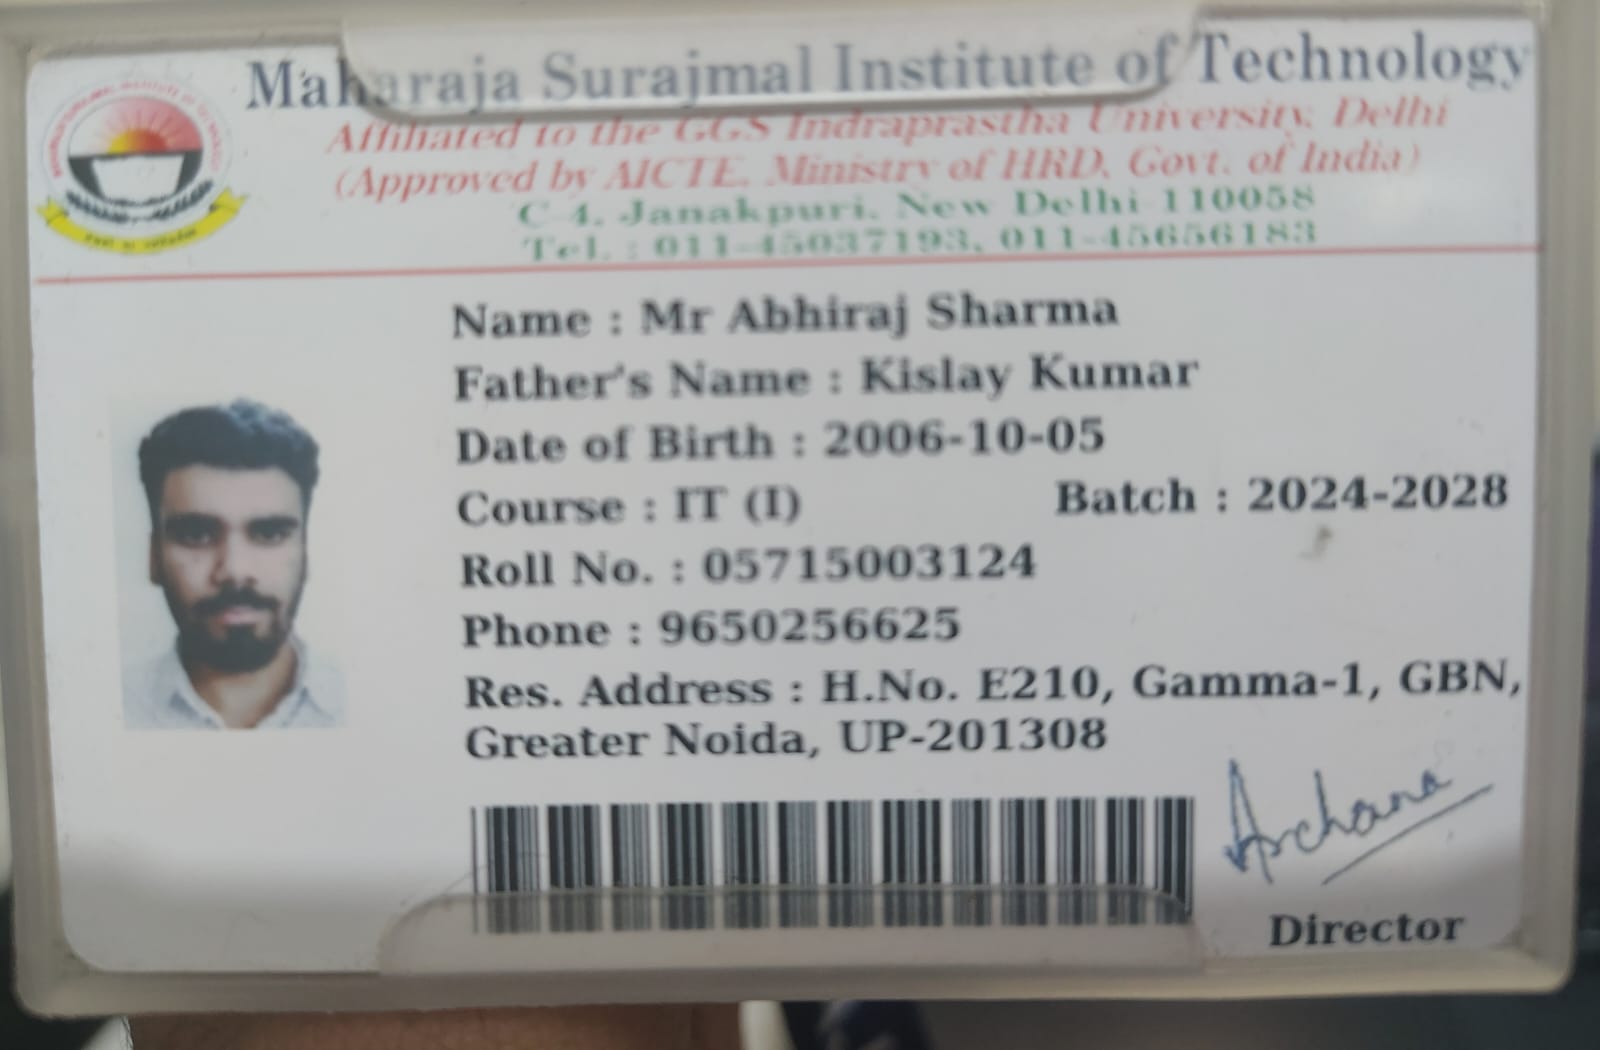 Maharaja Surajmal Institute of Technology
Affiliated to the GGS Indraprastha University, Delhi
(Approved by AICTE, Ministry of HRD, Govt. of India)
C-4, Janakpuri, New Delhi-110058
Tel. : 011-45037193, 011-45656183
Name : Mr Abhiraj Sharma
Father's Name : Kislay Kumar
Date of Birth : 2006-10-05
Course : IT (I) Batch : 2024-2028
Roll No. : 05715003124
Phone : 9650256625
Res. Address : H.No. E210, Gamma-1, GBN,
Greater Noida, UP-201308
Archana
Director